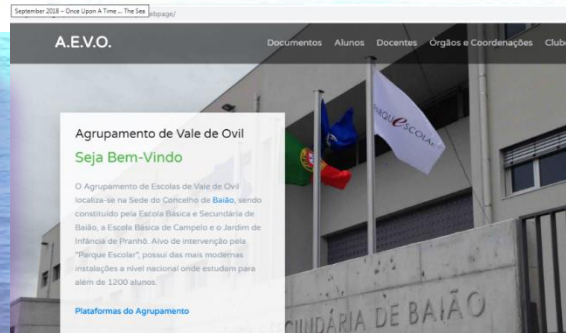 September 2018 – Once Upon A Time ... The Sea
ebpage/
A.E.V.O.
Documentos Alunos Docentes Órgãos e Coordenações Clube
PARQUE ESCOLAR
Agrupamento de Vale de Ovil
Seja Bem-Vindo
O Agrupamento de Escolas de Vale de Ovil
localiza-se na Sede do Concelho de Baião, sendo
constituído pela Escola Básica e Secundária de
Baião, a Escola Básica de Campelo e o Jardim de
Infância de Pranhô. Alvo de intervenção pela
"Parque Escolar", possui das mais modernas
instalações a nível nacional onde estudam para
além de 1200 alunos.
Plataformas do Agrupamento
CUNDÁRIA DE BAIÃO